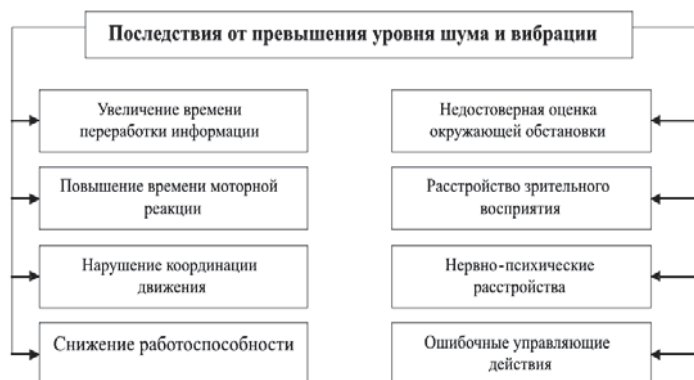 Последствия от превышения уровня шума и вибрации
Увеличение времени
переработки информации
Повышение времени моторной
реакции
Нарушение координации
движения
Снижение работоспособности
Недостоверная оценка
окружающей обстановки
Расстройство зрительного
восприятия
Нервно-психические
расстройства
Ошибочные управляющие
действия